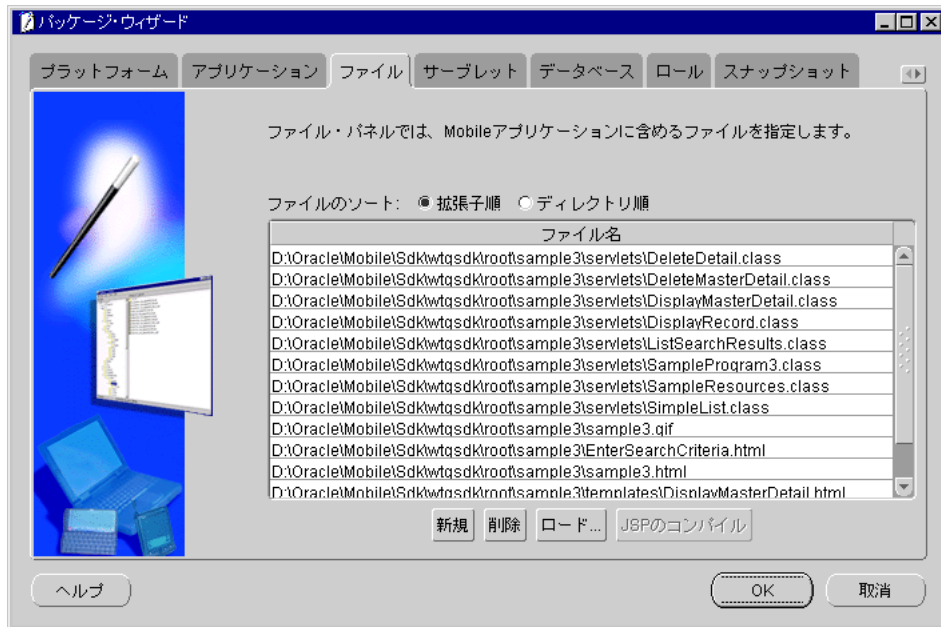 パッケージ・ウィザード
プラットフォーム アプリケーション ファイル サーブレット データベース ロール スナップショット
ファイル・パネルでは、Mobileアプリケーションに含めるファイルを指定します。
ファイルのソート: 拡張子順 ディレクトリ順
ファイル名
D:\Oracle\Mobile\Sdk\wtgsdk\root\sample3\servlets\DeleteDetail.class
D:\Oracle\Mobile\Sdk\wtgsdk\root\sample3\servlets\DeleteMasterDetail.class
D:\Oracle\Mobile\Sdk\wtgsdk\root\sample3\servlets\DisplayMasterDetail.class
D:\Oracle\Mobile\Sdk\wtgsdk\root\sample3\servlets\DisplayRecord.class
D:\Oracle\Mobile\Sdk\wtgsdk\root\sample3\servlets\ListSearchResults.class
D:\Oracle\Mobile\Sdk\wtgsdk\root\sample3\servlets\SampleProgram3.class
D:\Oracle\Mobile\Sdk\wtgsdk\root\sample3\servlets\SampleResources.class
D:\Oracle\Mobile\Sdk\wtgsdk\root\sample3\servlets\SimpleList.class
D:\Oracle\Mobile\Sdk\wtgsdk\root\sample3\sample3.gif
D:\Oracle\Mobile\Sdk\wtgsdk\root\sample3\EnterSearchCriteria.html
D:\Oracle\Mobile\Sdk\wtgsdk\root\sample3\sample3.html
D:\Oracle\Mobile\Sdk\wtgsdk\root\sample3\templates\DisplayMasterDetail.html
新規 削除 ロード... JSPのコンパイル
ヘルプ OK 取消